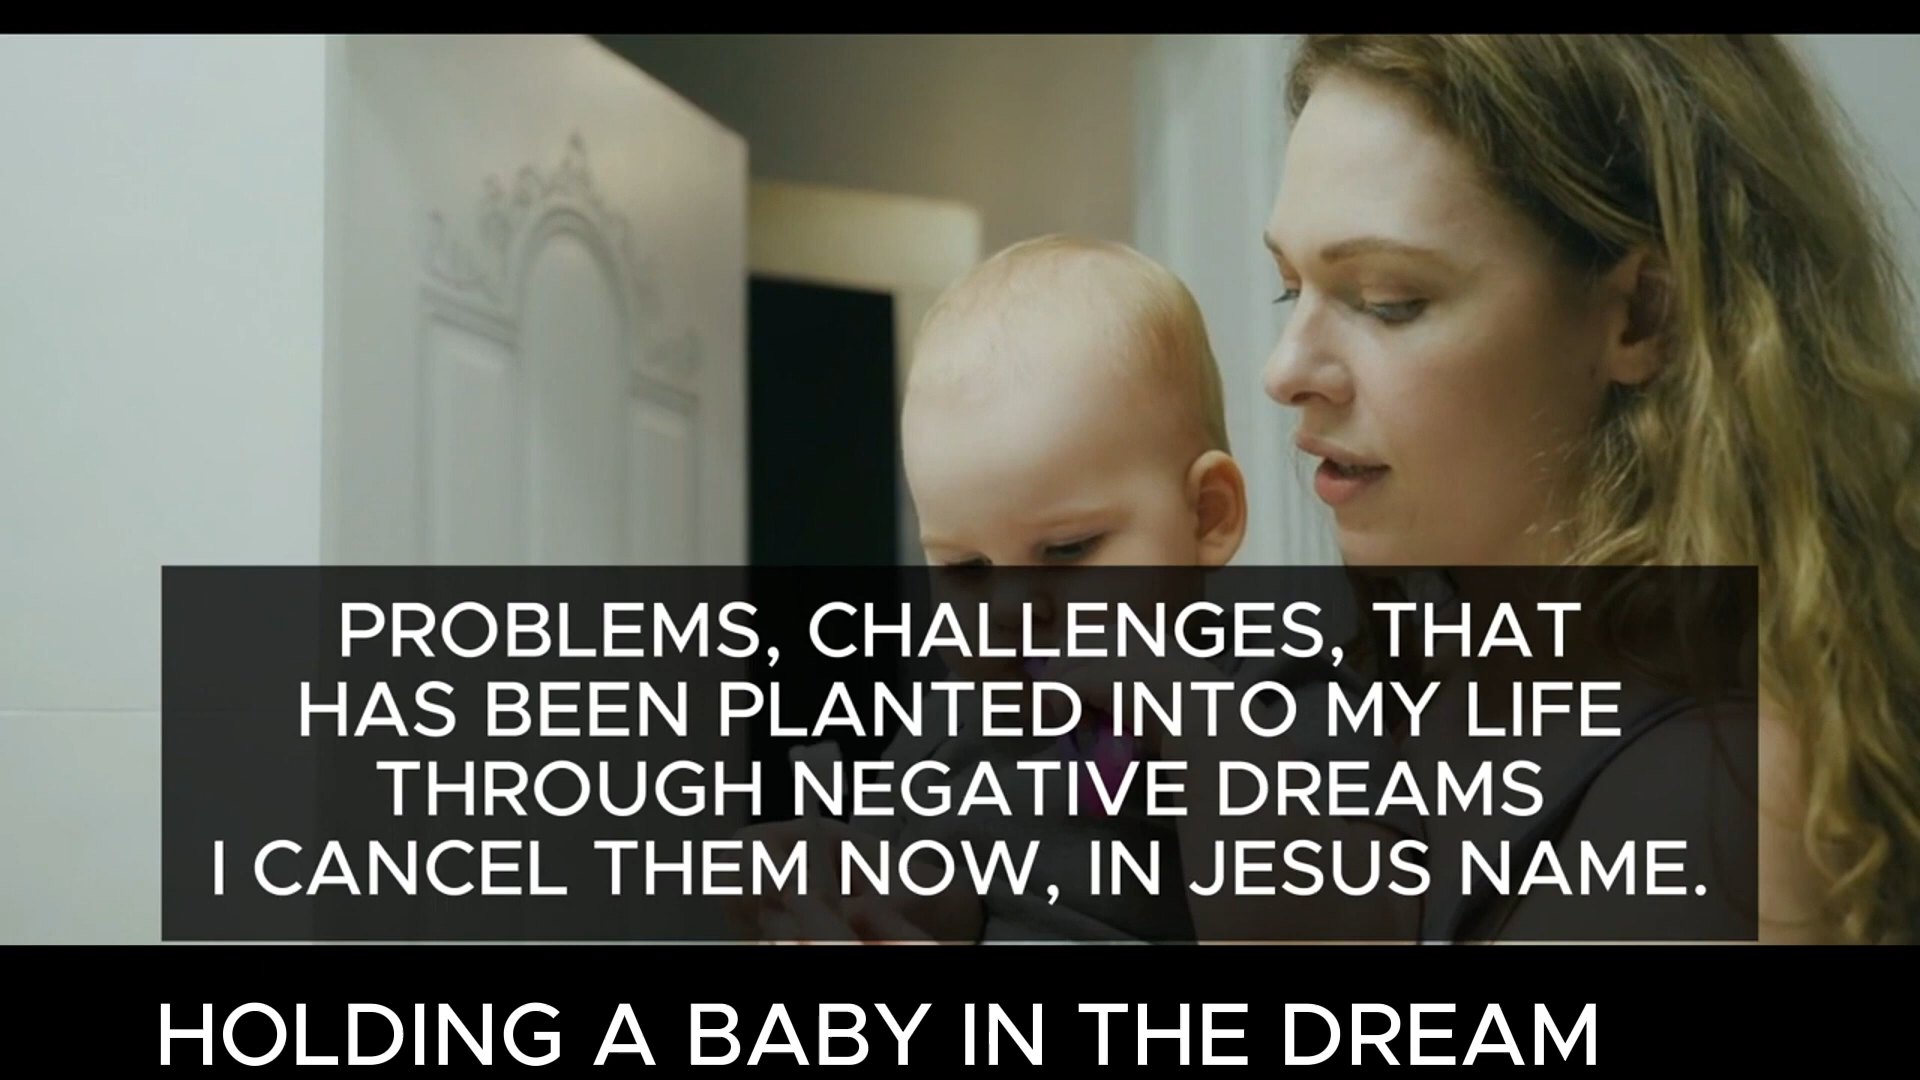 PROBLEMS, CHALLENGES, THAT
HAS BEEN PLANTED INTO MY LIFE
THROUGH NEGATIVE DREAMS
I CANCEL THEM NOW, IN JESUS NAME.
HOLDING A BABY IN THE DREAM